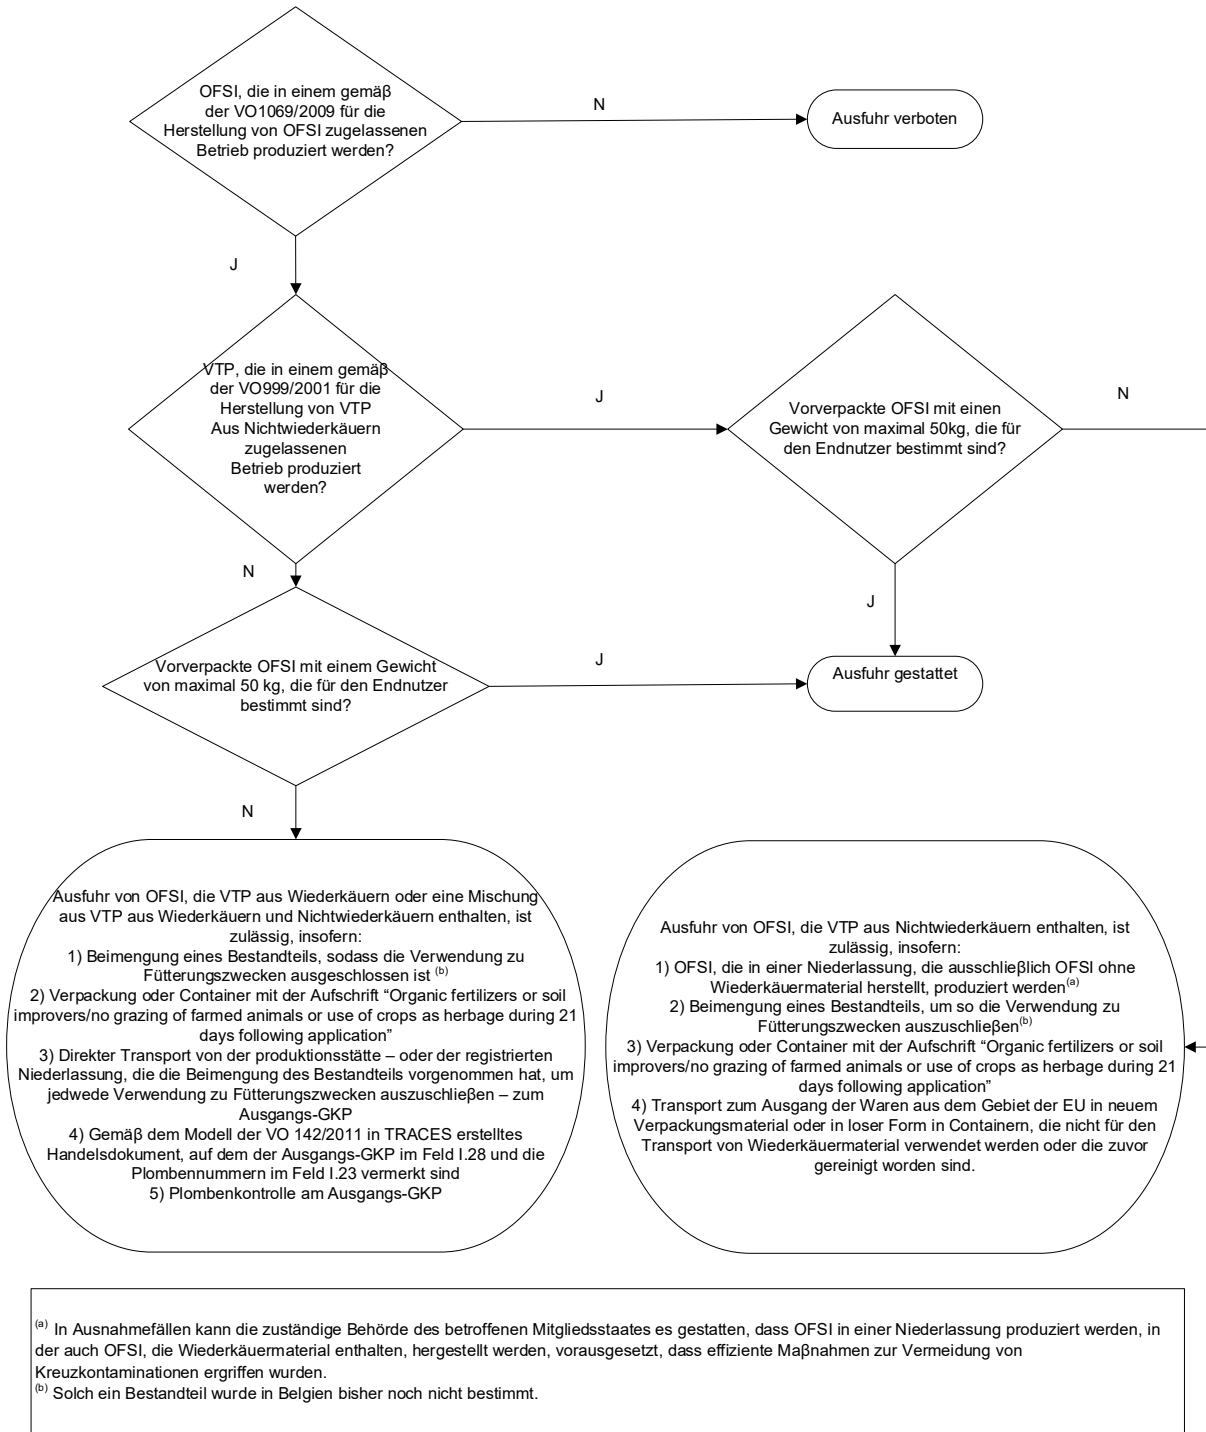 OFSI, die in einem gemäß
der VO1069/2009 für die
Herstellung von OFSI zugelassenen
Betrieb produziert werden?
N
Ausfuhr verboten
J
VTP, die in einem gemäß
der VO999/2001 für die
Herstellung von VTP
Aus Nichtwiederkäuern
zugelassenen
Betrieb produziert
werden?
J
Vorverpackte OFSI mit einen
Gewicht von maximal 50kg, die für
den Endnutzer bestimmt sind?
N
N
J
Vorverpackte OFSI mit einem Gewicht
von maximal 50 kg, die für den Endnutzer
bestimmt sind?
J
Ausfuhr gestattet
N
Ausfuhr von OFSI, die VTP aus Wiederkäuern oder eine Mischung
aus VTP aus Wiederkäuern und Nichtwiederkäuern enthalten, ist
zulässig, insofern:
1) Beimengung eines Bestandteils, sodass die Verwendung zu
Fütterungszwecken ausgeschlossen ist (b)
2) Verpackung oder Container mit der Aufschrift “Organic fertilizers or soil
improvers/no grazing of farmed animals or use of crops as herbage during 21
days following application”
3) Direkter Transport von der produktionsstätte – oder der registrierten
Niederlassung, die die Beimengung des Bestandteils vorgenommen hat, um
jedwede Verwendung zu Fütterungszwecken auszuschließen – zum
Ausgangs-GKP
4) Gemäß dem Modell der VO 142/2011 in TRACES erstelltes
Handelsdokument, auf dem der Ausgangs-GKP im Feld I.28 und die
Plombennummern im Feld I.23 vermerkt sind
5) Plombenkontrolle am Ausgangs-GKP
Ausfuhr von OFSI, die VTP aus Nichtwiederkäuern enthalten, ist
zulässig, insofern:
1) OFSI, die in einer Niederlassung, die ausschließlich OFSI ohne
Wiederkäuermaterial herstellt, produziert werden(a)
2) Beimengung eines Bestandteils, um so die Verwendung zu
Fütterungszwecken auszuschließen(b)
3) Verpackung oder Container mit der Aufschrift “Organic fertilizers or soil
improvers/no grazing of farmed animals or use of crops as herbage during 21
days following application”
4) Transport zum Ausgang der Waren aus dem Gebiet der EU in neuem
Verpackungsmaterial oder in loser Form in Containern, die nicht für den
Transport von Wiederkäuermaterial verwendet werden oder die zuvor
gereinigt worden sind.
(a) In Ausnahmefällen kann die zuständige Behörde des betroffenen Mitgliedsstaates es gestatten, dass OFSI in einer Niederlassung produziert werden, in
der auch OFSI, die Wiederkäuermaterial enthalten, hergestellt werden, vorausgesetzt, dass effiziente Maßnahmen zur Vermeidung von
Kreuzkontaminationen ergriffen wurden.
(b) Solch ein Bestandteil wurde in Belgien bisher noch nicht bestimmt.